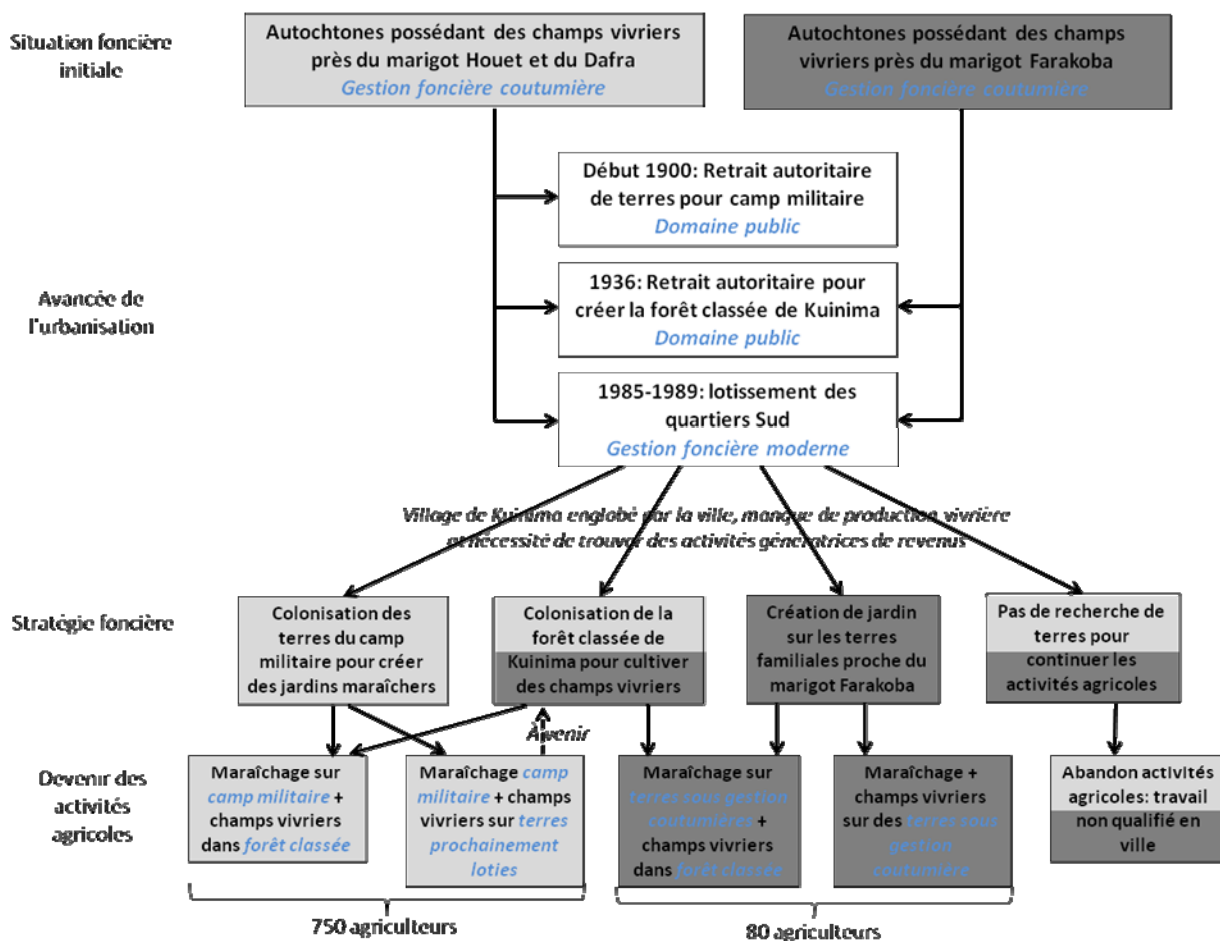 Situation foncière
initiale
Autochtones possédant des champs vivriers
près du marigot Houet et du Dafra
Gestion foncière coutumière
Autochtones possédant des champs
vivriers près du marigot Farakoba
Gestion foncière coutumière
Début 1900: Retrait autoritaire
de terres pour camp militaire
Domaine public
Avancée de
l'urbanisation
1936: Retrait autoritaire pour
créer la forêt classée de Kuinima
Domaine public
1985-1989: lotissement des
quartiers Sud
Gestion foncière moderne
Village de Kuinima englobé par la ville, manque de production vivrière
et nécessité de trouver des activités génératrices de revenus
Stratégie foncière
Colonisation des
terres du camp
militaire pour créer
des jardins maraîchers
Colonisation de la
forêt classée de
Kuinima pour cultiver
des champs vivriers
Création de jardin
sur les terres
familiales proche du
marigot Farakoba
Pas de recherche de
terres pour
continuer les
activités agricoles
À venir
Devenir des
activités
agricoles
Maraîchage sur
camp militaire +
champs vivriers
dans forêt classée
Maraîchage camp
militaire + champs
vivriers sur terres
prochainement
loties
Maraîchage sur
terres sous gestion
coutumières +
champs vivriers
dans forêt classée
Maraîchage +
champs vivriers
sur des terres sous
gestion
coutumière
Abandon activités
agricoles: travail
non qualifié en
ville
750 agriculteurs
80 agriculteurs